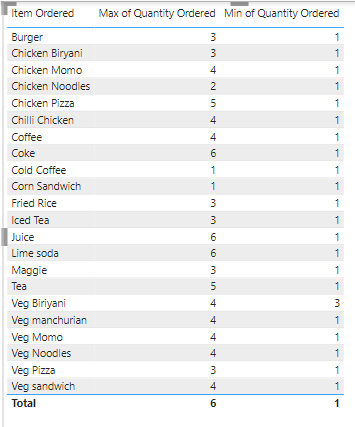 Item Ordered Max of Quantity Ordered Min of Quantity Ordered
Burger 3 1
Chicken Biryani 3 1
Chicken Momo 4 1
Chicken Noodles 2 1
Chicken Pizza 5 1
Chilli Chicken 4 1
Coffee 4 1
Coke 6 1
Cold Coffee 1 1
Corn Sandwich 1 1
Fried Rice 3 1
Iced Tea 3 1
Juice 6 1
Lime soda 6 1
Maggie 3 1
Tea 5 1
Veg Biriyani 4 3
Veg manchurian 4 1
Veg Momo 4 1
Veg Noodles 4 1
Veg Pizza 3 1
Veg sandwich 4 1
Total 6 1